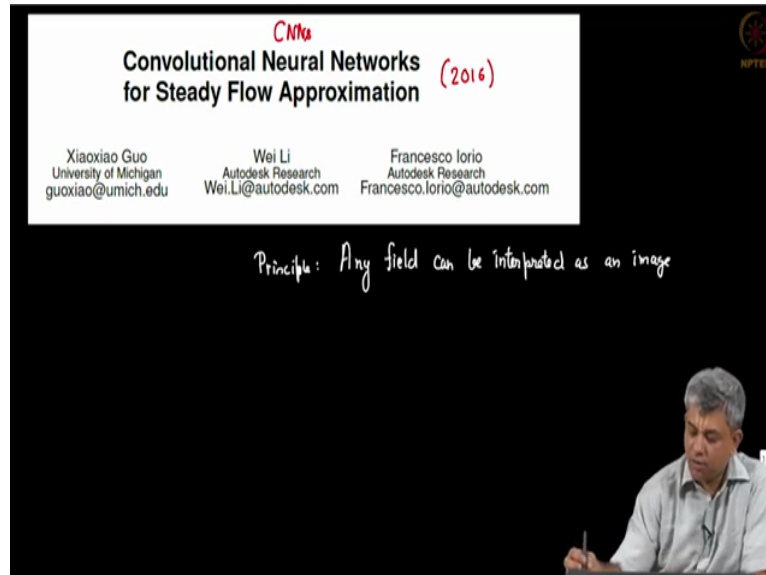 CNNs
Convolutional Neural Networks
for Steady Flow Approximation
(2016)
Xiaoxiao Guo
University of Michigan
guoxiao@umich.edu
Wei Li
Autodesk Research
Wei.Li@autodesk.com
Francesco Iorio
Autodesk Research
Francesco.Iorio@autodesk.com
Principle: Any field can be interpreted as an image
NPTEL